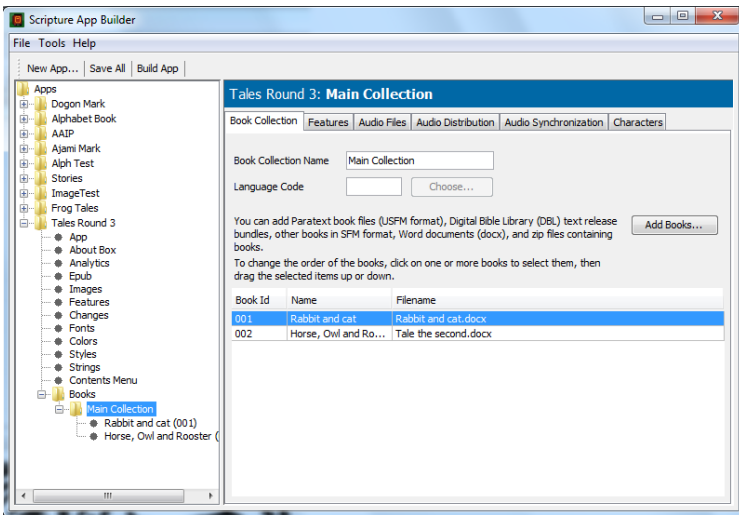 Scripture App Builder
File Tools Help
New App... Save All Build App
Apps
Dogon Mark
Alphabet Book
AAIP
Ajami Mark
Alph Test
Stories
ImageTest
Frog Tales
Tales Round 3
App
About Box
Analytics
Epub
Images
Features
Changes
Fonts
Colors
Styles
Strings
Contents Menu
Books
Main Collection
Rabbit and cat (001)
Horse, Owl and Rooster (
Tales Round 3: Main Collection
Book Collection Features Audio Files Audio Distribution Audio Synchronization Characters
Book Collection Name Main Collection
Language Code Choose...
You can add Paratext book files (USFM format), Digital Bible Library (DBL) text release
bundles, other books in SFM format, Word documents (docx), and zip files containing
books.
Add Books...
To change the order of the books, click on one or more books to select them, then
drag the selected items up or down.
Book Id Name Filename
001 Rabbit and cat Rabbit and cat.docx
002 Horse, Owl and Ro... Tale the second.docx